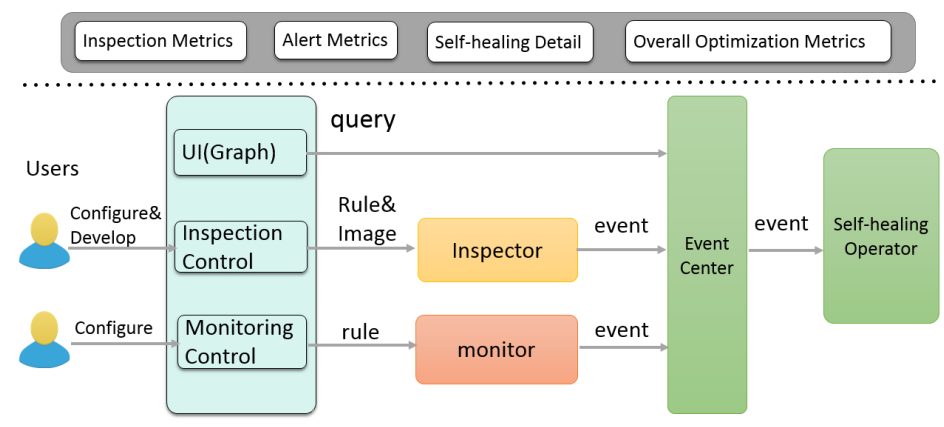 Inspection Metrics
Alert Metrics
Self-healing Detail
Overall Optimization Metrics
query
UI(Graph)
Users
Configure&
Develop
Inspection
Control
Rule&
Image
Inspector
event
Event
Center
event
Self-healing
Operator
Configure
Monitoring
Control
rule
monitor
event